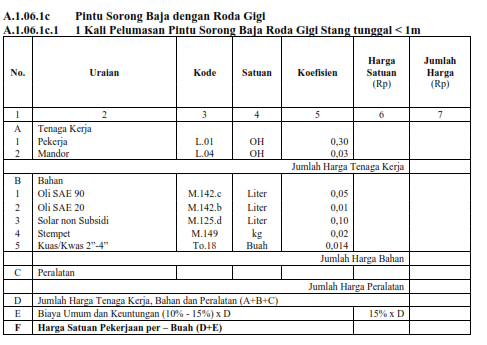 A.1.06.1c Pintu Sorong Baja dengan Roda Gigi
A.1.06.1c.1 1 Kali Pelumasan Pintu Sorong Baja Roda Gigi Stang tunggal < 1m
No. Uraian Kode Satuan Koefisien Harga Satuan (Rp) Jumlah Harga (Rp)
1 2 3 4 5 6 7
A Tenaga Kerja
1 Pekerja L.01 OH 0,30
2 Mandor L.04 OH 0,03
Jumlah Harga Tenaga Kerja
B Bahan
1 Oli SAE 90 M.142.c Liter 0,05
2 Oli SAE 20 M.142.b Liter 0,01
3 Solar non Subsidi M.125.d Liter 0,10
4 Stempet M.149 kg 0,02
5 Kuas/Kwas 2”-4” To.18 Buah 0,014
Jumlah Harga Bahan
C Peralatan
Jumlah Harga Peralatan
D Jumlah Harga Tenaga Kerja, Bahan dan Peralatan (A+B+C)
E Biaya Umum dan Keuntungan (10% - 15%) x D 15% x D
F Harga Satuan Pekerjaan per – Buah (D+E)